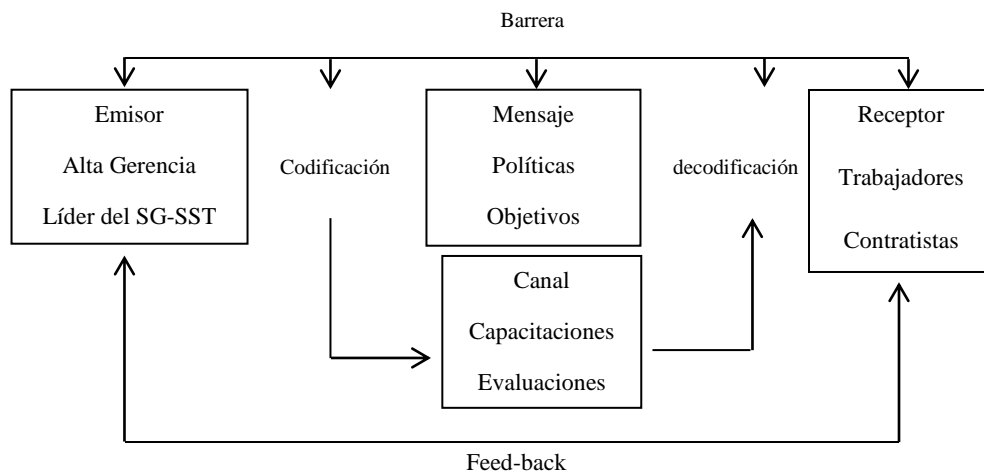 Barrera
Emisor
Alta Gerencia
Líder del SG-SST
Codificación
Mensaje
Políticas
Objetivos
decodificación
Receptor
Trabajadores
Contratistas
Canal
Capacitaciones
Evaluaciones
Feed-back